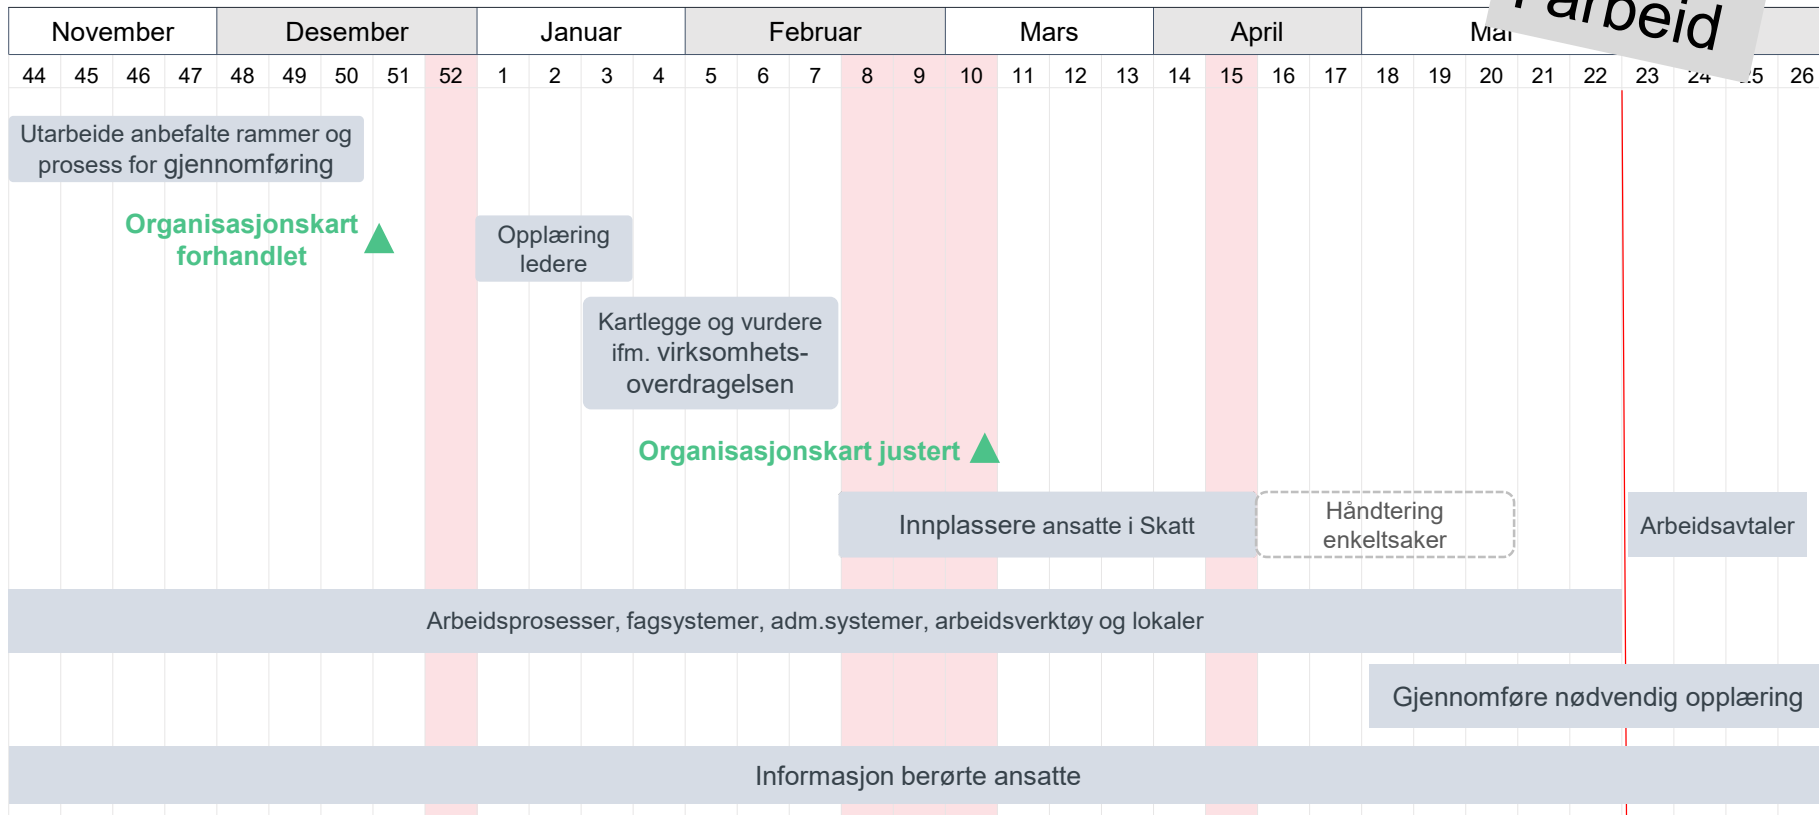 I arbeid
November Desember Januar Februar Mars April Mai
44 45 46 47 48 49 50 51 52 1 2 3 4 5 6 7 8 9 10 11 12 13 14 15 16 17 18 19 20 21 22 23 24 25 26
Utarbeide anbefalte rammer og
prosess for gjennomføring
Organisasjonskart
forhandlet
Opplæring
ledere
Kartlegge og vurdere
ifm. virksomhets-
overdragelsen
Organisasjonskart justert
Innplassere ansatte i Skatt
Håndtering
enkeltsaker
Arbeidsavtaler
Arbeidsprosesser, fagsystemer, adm.systemer, arbeidsverktøy og lokaler
Gjennomføre nødvendig opplæring
Informasjon berørte ansatte